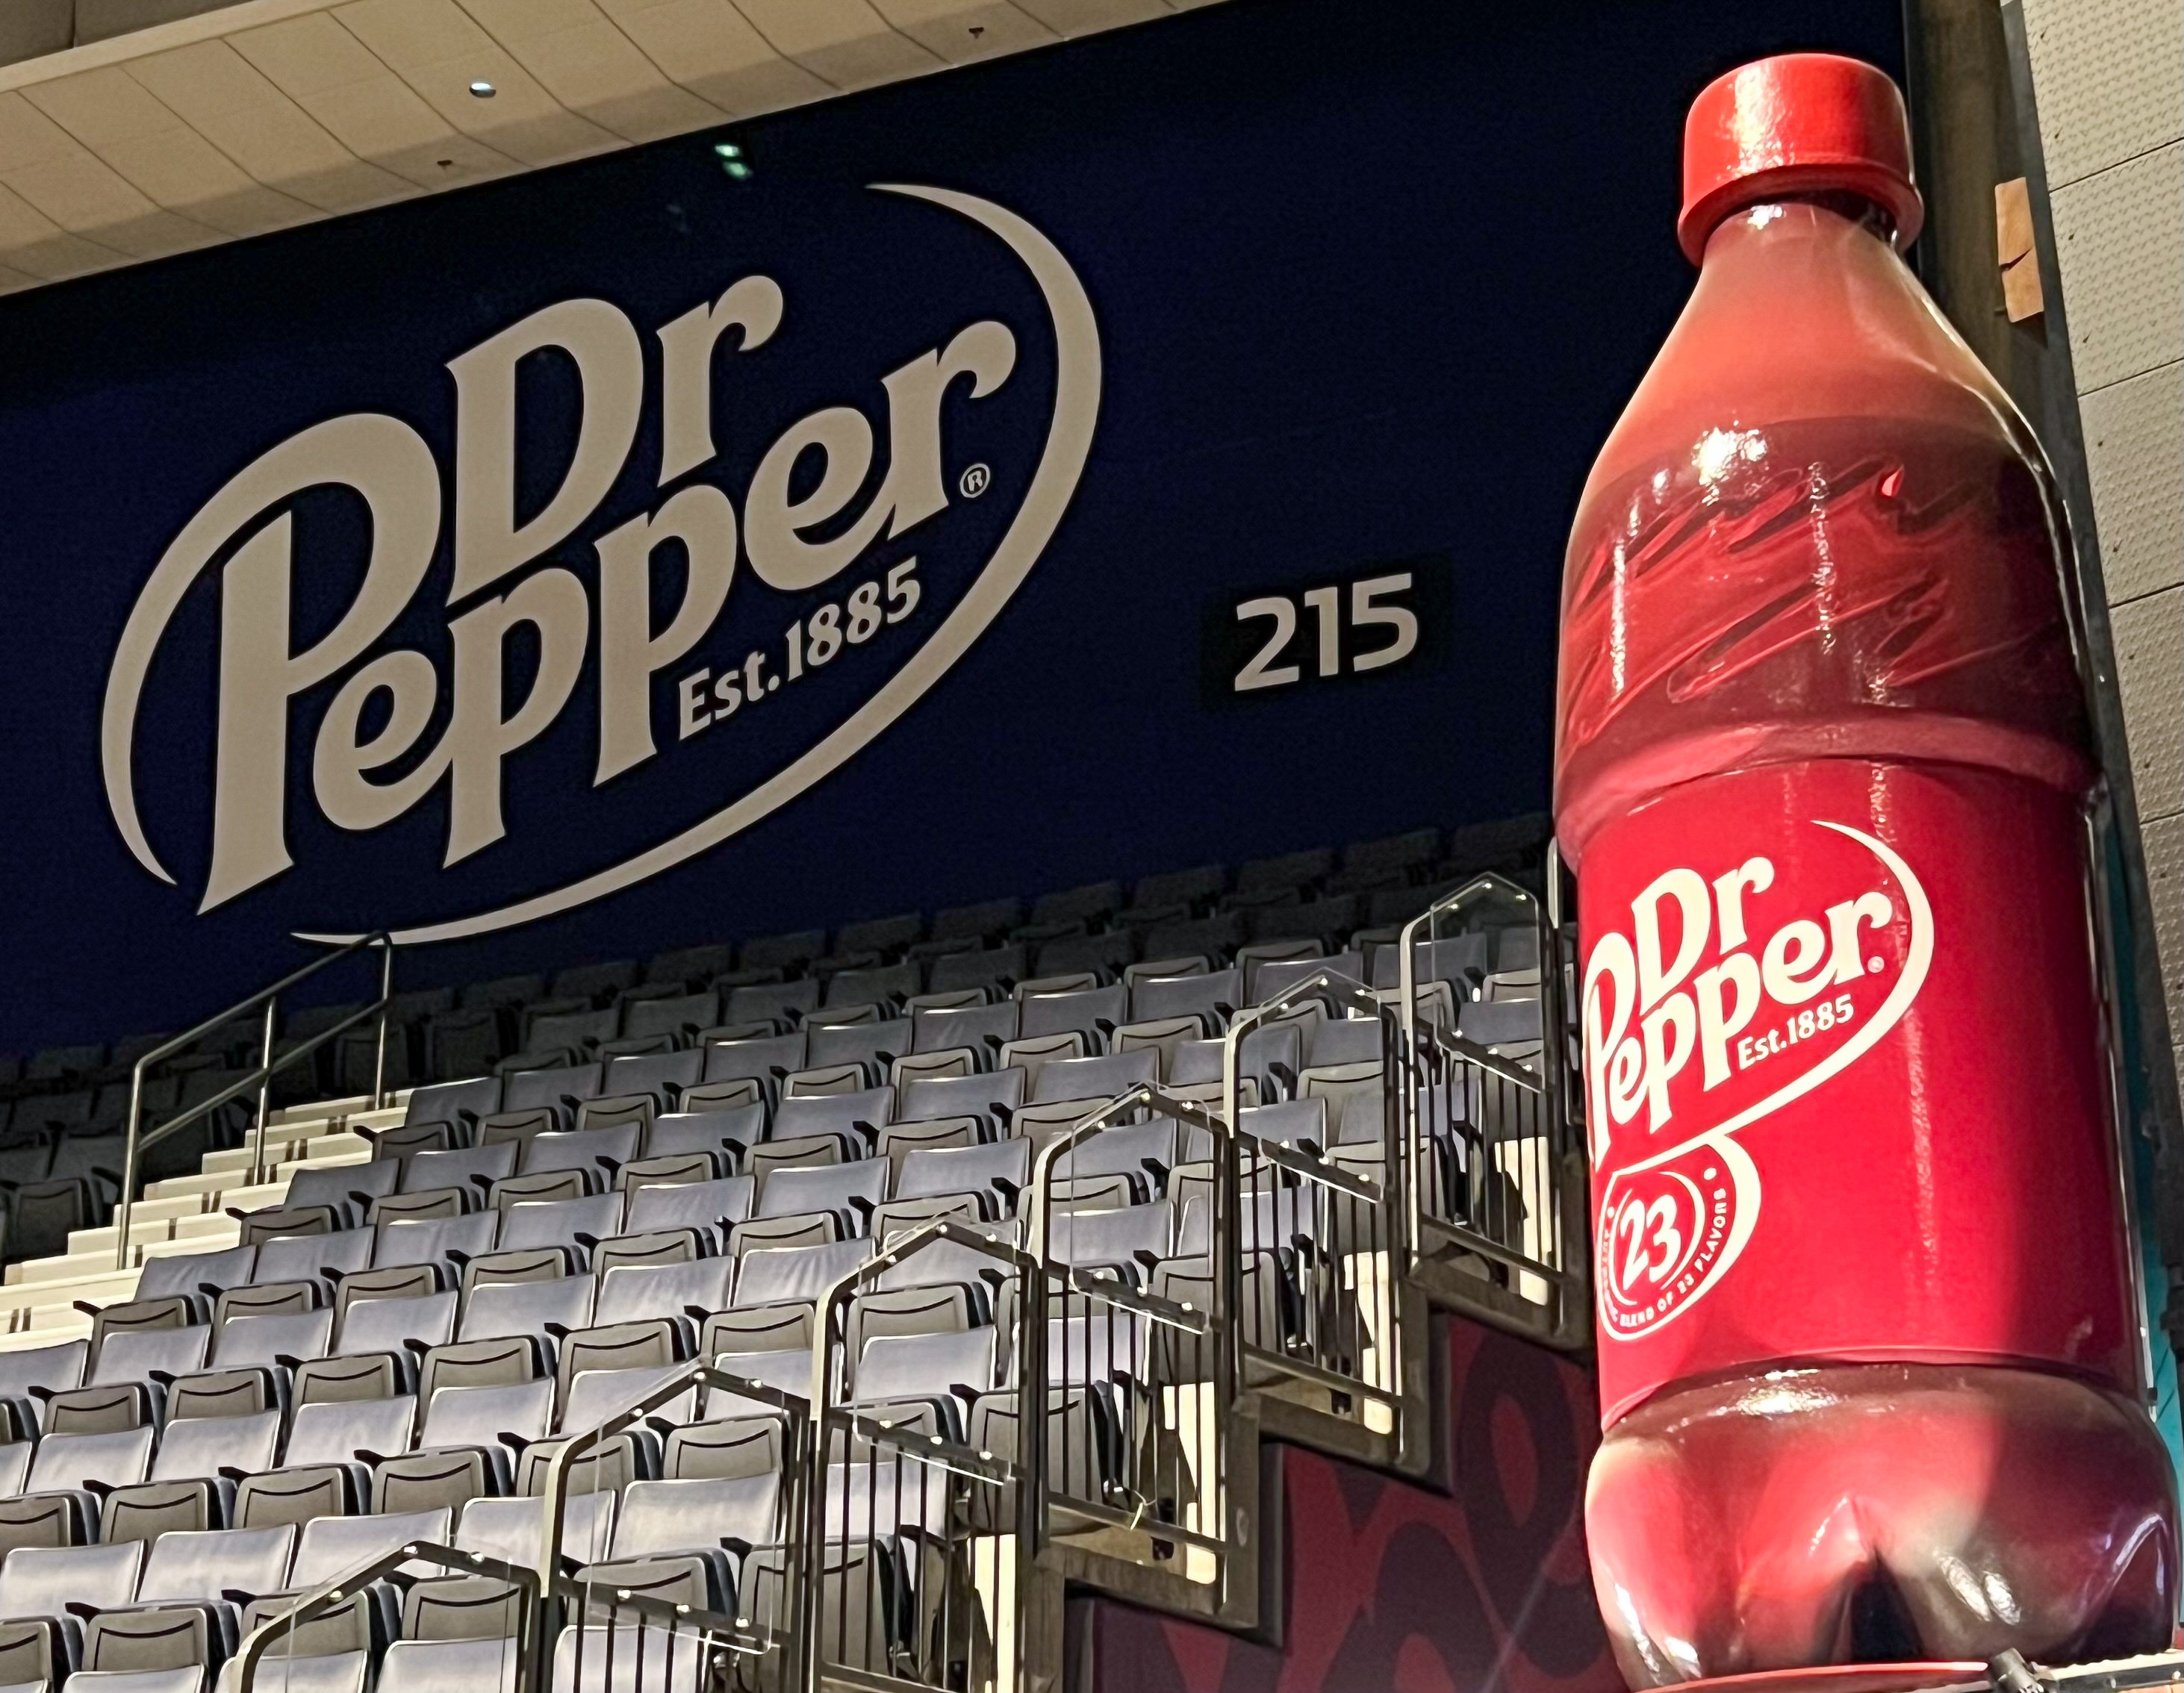 Dr
Pepper®
Est.1885
215
Dr
Pepper®
Est.1885
23
BLEND OF 23 FLAVORS